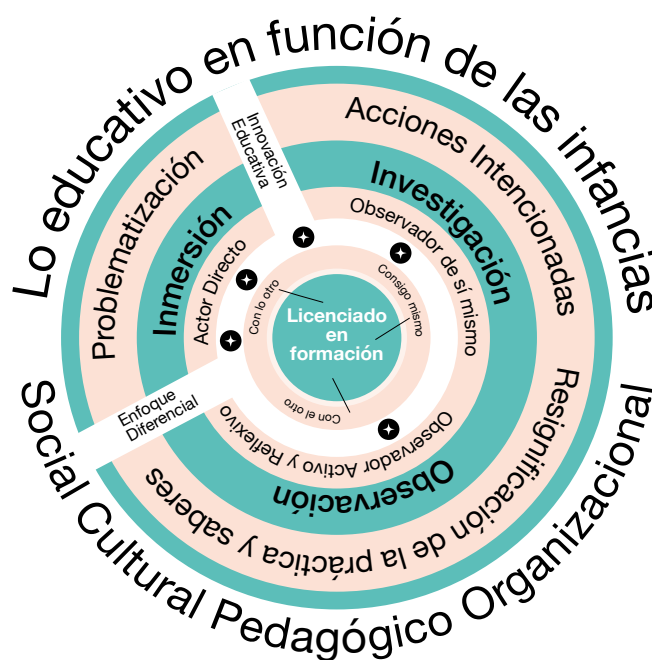 Lo educativo en función de las infancias
Social Cultural Pedagógico Organizacional
Problematización
Acciones Intencionadas
Resignificación de la práctica y saberes
Inmersión
Investigación
Observación
Innovación
Educativa
Enfoque
Diferencial
Actor Directo
Observador de sí mismo
Observador Activo y Reflexivo
Con lo otro
Consigo mismo
Con el otro
Licenciado
en
formación